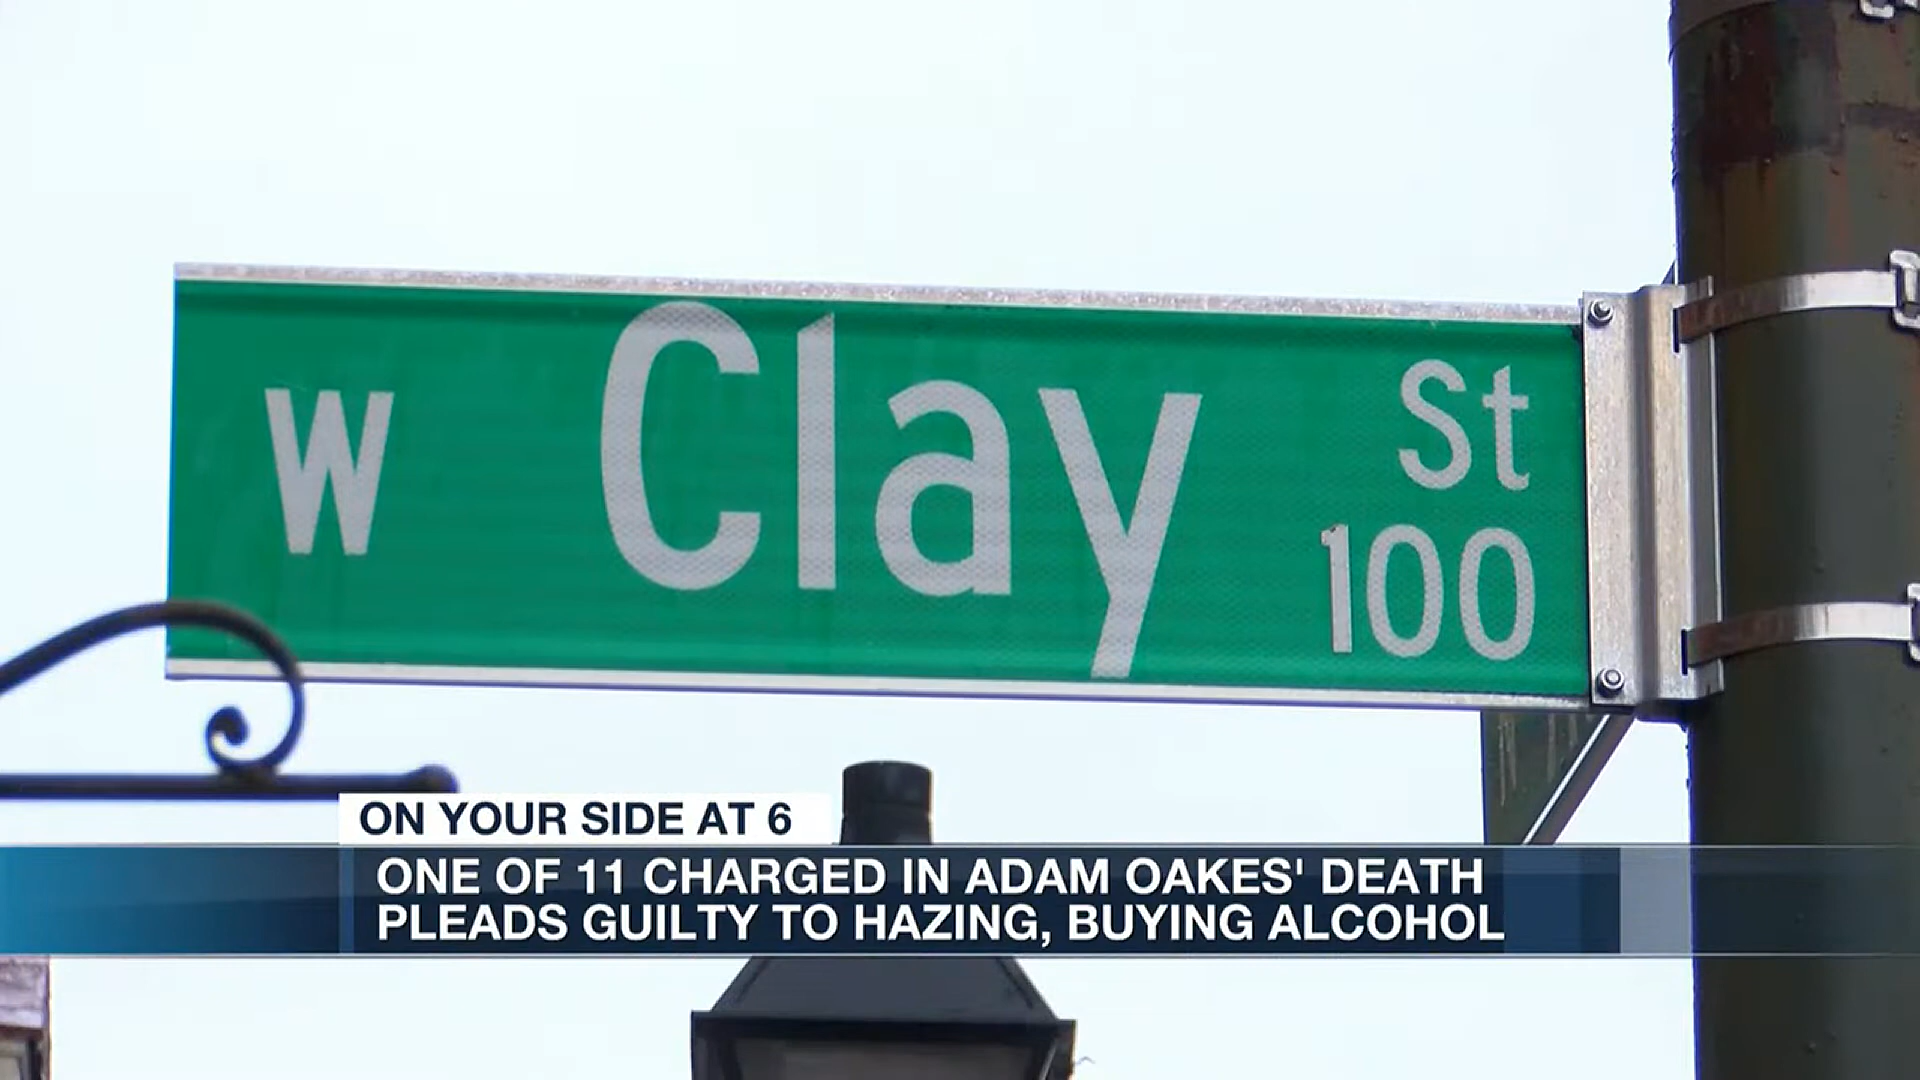 W Clay St
100
ON YOUR SIDE AT 6
ONE OF 11 CHARGED IN ADAM OAKES' DEATH
PLEADS GUILTY TO HAZING, BUYING ALCOHOL